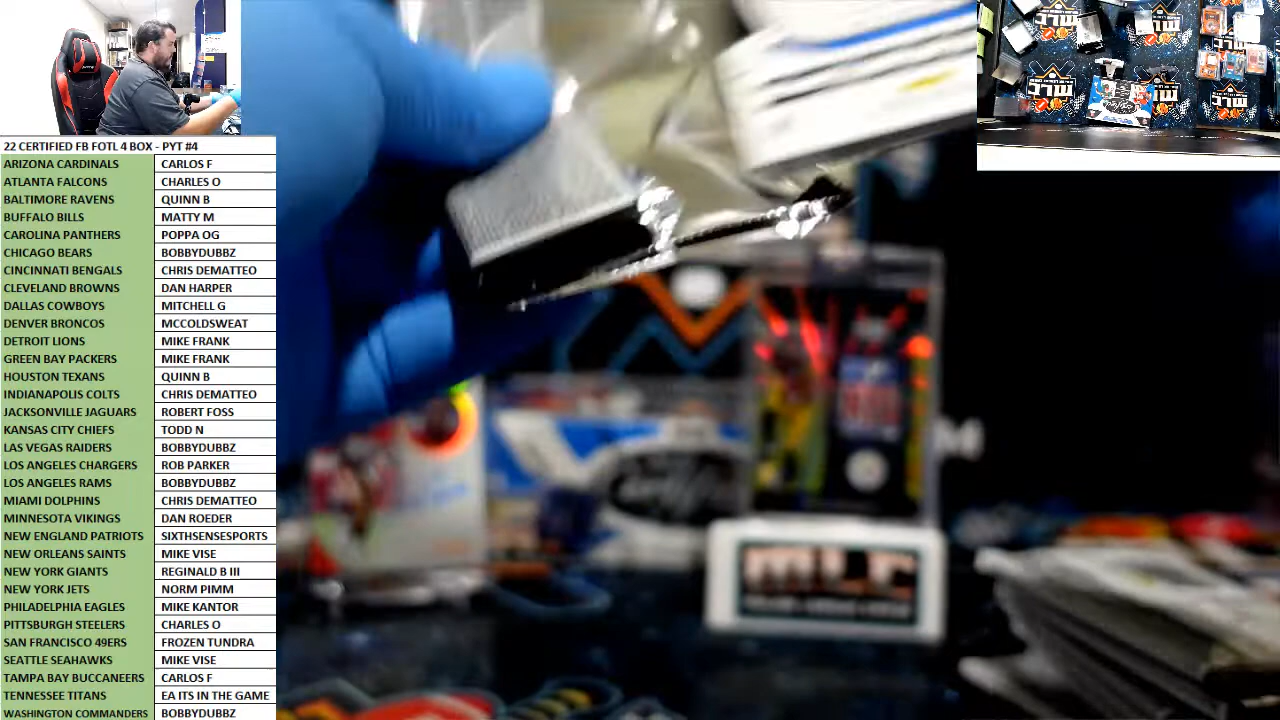 22 CERTIFIED FB FOTL 4 BOX - PYT #4
ARIZONA CARDINALS CARLOS F
ATLANTA FALCONS CHARLES O
BALTIMORE RAVENS QUINN B
BUFFALO BILLS MATTY M
CAROLINA PANTHERS POPPA OG
CHICAGO BEARS BOBBYDUBBZ
CINCINNATI BENGALS CHRIS DEMATTEO
CLEVELAND BROWNS DAN HARPER
DALLAS COWBOYS MITCHELL G
DENVER BRONCOS MCCOLDSWEAT
DETROIT LIONS MIKE FRANK
GREEN BAY PACKERS MIKE FRANK
HOUSTON TEXANS QUINN B
INDIANAPOLIS COLTS CHRIS DEMATTEO
JACKSONVILLE JAGUARS ROBERT FOSS
KANSAS CITY CHIEFS TODD N
LAS VEGAS RAIDERS BOBBYDUBBZ
LOS ANGELES CHARGERS ROB PARKER
LOS ANGELES RAMS BOBBYDUBBZ
MIAMI DOLPHINS CHRIS DEMATTEO
MINNESOTA VIKINGS DAN ROEDER
NEW ENGLAND PATRIOTS SIXTHSENSESPORTS
NEW ORLEANS SAINTS MIKE VISE
NEW YORK GIANTS REGINALD B III
NEW YORK JETS NORM PIMM
PHILADELPHIA EAGLES MIKE KANTOR
PITTSBURGH STEELERS CHARLES O
SAN FRANCISCO 49ERS FROZEN TUNDRA
SEATTLE SEAHAWKS MIKE VISE
TAMPA BAY BUCCANEERS CARLOS F
TENNESSEE TITANS EA ITS IN THE GAME
WASHINGTON COMMANDERS BOBBYDUBBZ
MLC